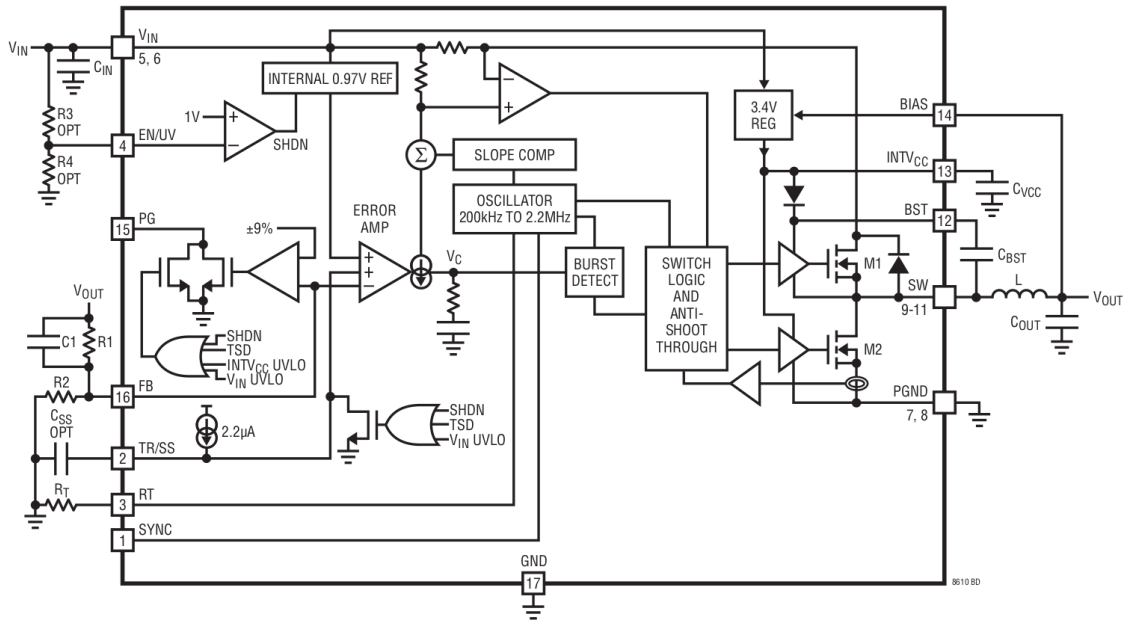 VIN
VIN
5, 6
CIN
INTERNAL 0.97V REF
R3
OPT
1V
+
−
SHDN
4
EN/UV
R4
OPT
−
+
3.4V
REG
BIAS
14
INTVCC
13
CVCC
BST
12
CBST
Σ
SLOPE COMP
OSCILLATOR
200kHz TO 2.2MHz
15
PG
±9%
ERROR
AMP
+
+
−
VC
BURST
DETECT
SWITCH
LOGIC
AND
ANTI-
SHOOT
THROUGH
M1
SW
9-11
L
VOUT
COUT
M2
PGND
7, 8
VOUT
C1
R1
SHDN
TSD
INTVCC UVLO
VIN UVLO
R2
16
FB
CSS
OPT
2.2µA
SHDN
TSD
VIN UVLO
2
TR/SS
RT
3
RT
1
SYNC
GND
17
8610 BD